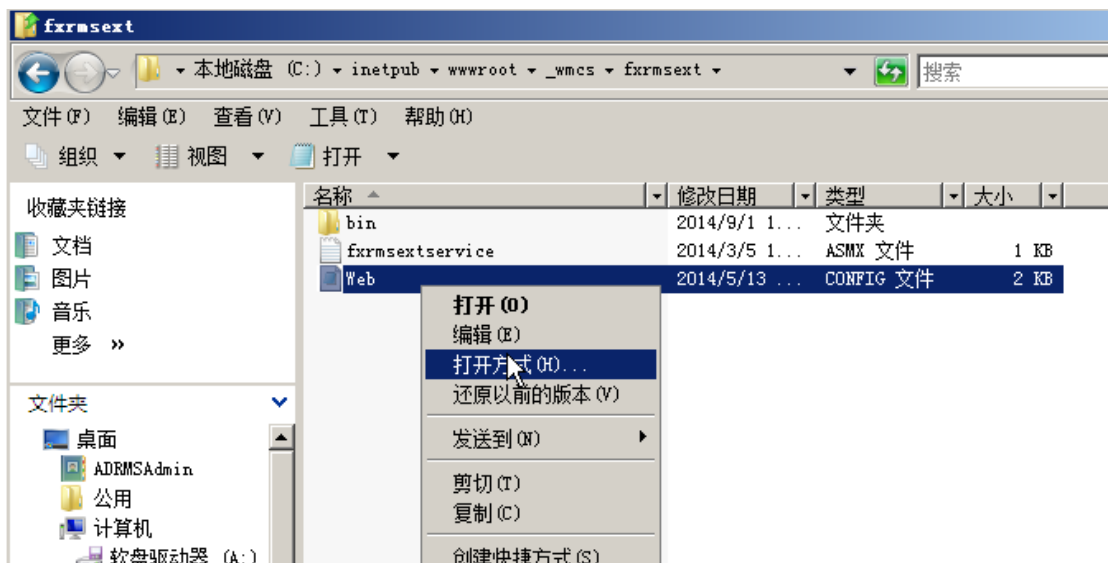 fxrmsext
本地磁盘 (C:) inetpub wwwroot _wmcs fxrmsext 搜索
文件(F) 编辑(E) 查看(V) 工具(T) 帮助(H)
组织 视图 打开
收藏夹链接
文档
图片
音乐
更多 »
文件夹
桌面
ADRMSAdmin
公用
计算机
软盘驱动器 (A:)
名称 修改日期 类型 大小
bin 2014/9/1 1... 文件夹
fxrmsextservice 2014/3/5 1... ASMX 文件 1 KB
Web 2014/5/13 ... CONFIG 文件 2 KB
打开(O)
编辑(E)
打开方式(H)...
还原以前的版本(V)
发送到(N)
剪切(T)
复制(C)
创建快捷方式(S)